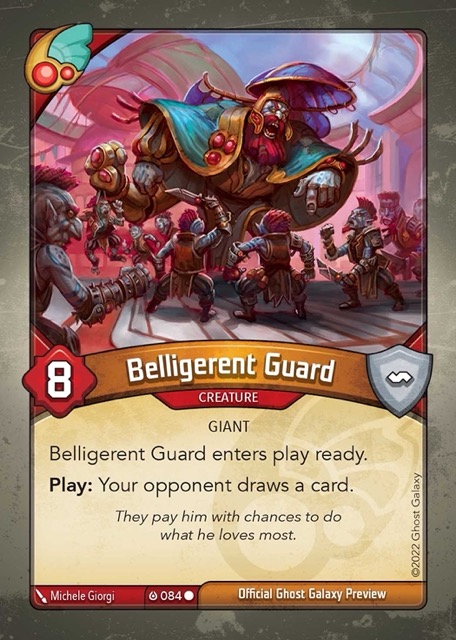 8
Belligerent Guard
CREATURE
GIANT
Belligerent Guard enters play ready.
Play: Your opponent draws a card.
They pay him with chances to do
what he loves most.
©2022 Ghost Galaxy
Michele Giorgi
084
Official Ghost Galaxy Preview